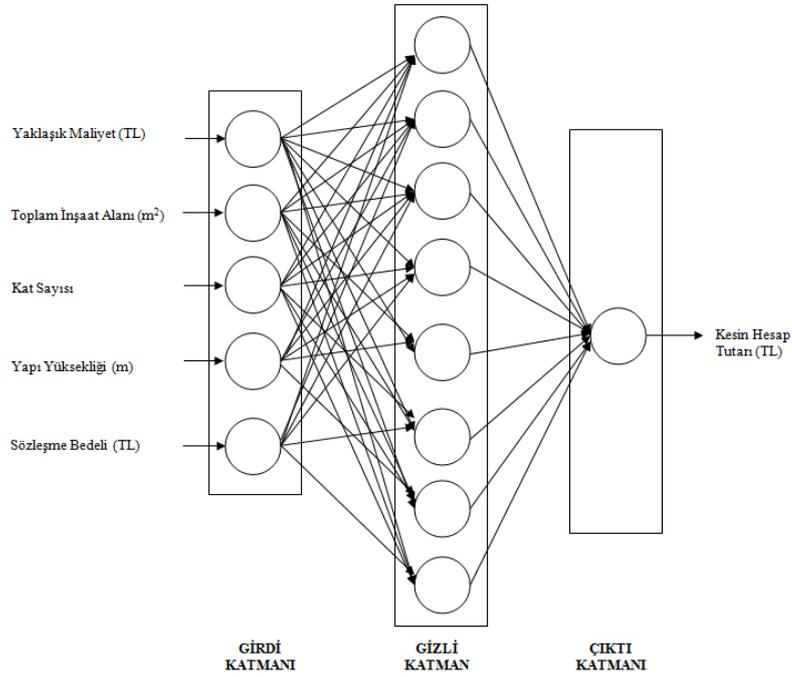 Yaklaşık Maliyet (TL)
Toplam İnşaat Alanı (m²)
Kat Sayısı
Yapı Yüksekliği (m)
Sözleşme Bedeli (TL)
Kesin Hesap
Tutarı (TL)
GİRDİ
KATMANI
GİZLİ
KATMAN
ÇIKTI
KATMANI